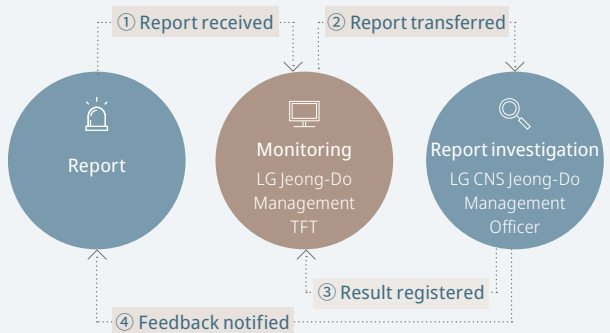 ① Report received
② Report transferred
Report
Monitoring
LG Jeong-Do
Management
TFT
Report investigation
LG CNS Jeong-Do
Management
Officer
③ Result registered
④ Feedback notified